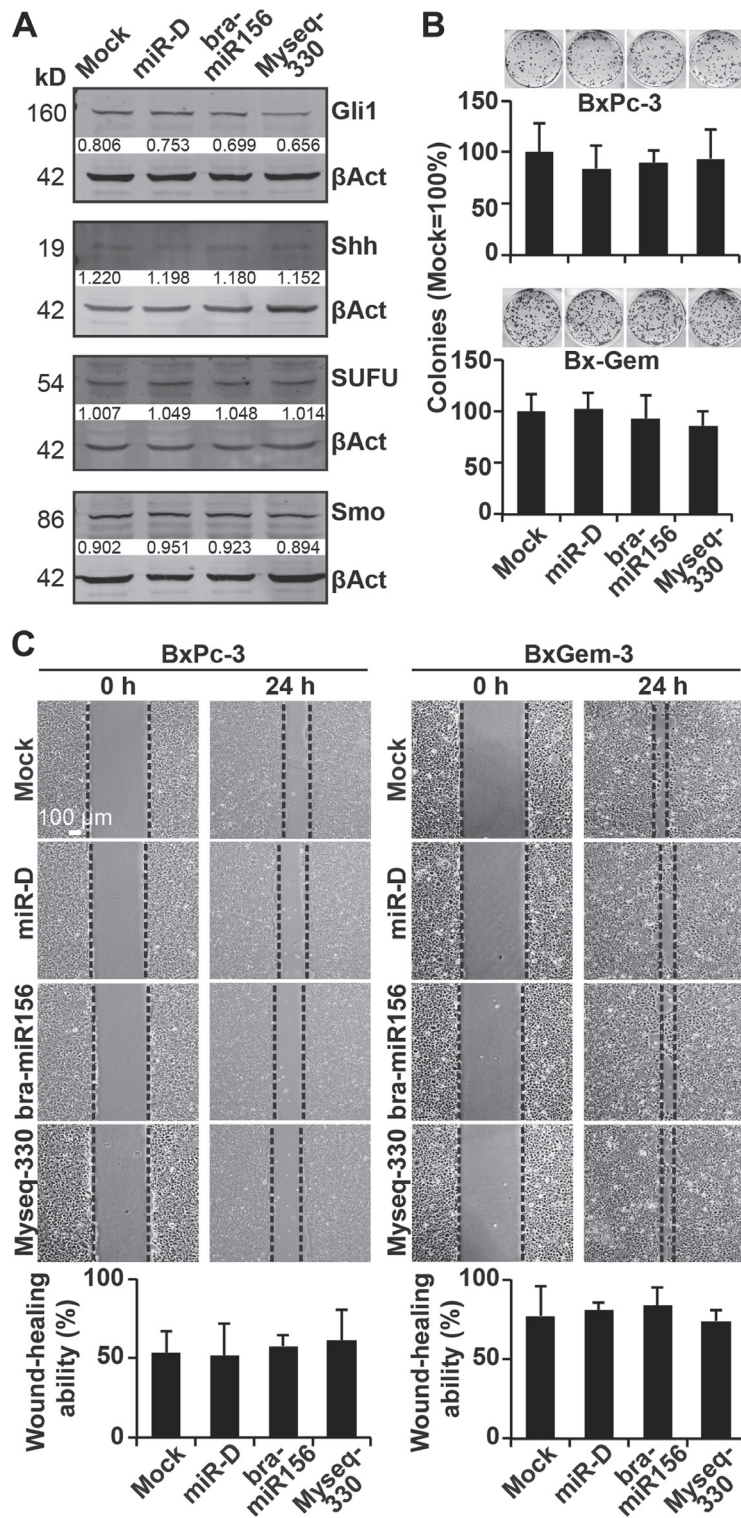 A
kD
Mock
miR-D
bra-
miR156
Myseq-
330
160
Gli1
0.806 0.753 0.699 0.656
42
βAct
19
Shh
1.220 1.198 1.180 1.152
42
βAct
54
SUFU
1.007 1.049 1.048 1.014
42
βAct
86
Smo
0.902 0.951 0.923 0.894
42
βAct
B
Colonies (Mock=100%)
BxPc-3
150
100
50
0
Bx-Gem
150
100
50
0
Mock
miR-D
bra-
miR156
Myseq-
330
C
BxPc-3
0 h 24 h
BxGem-3
0 h 24 h
Mock
100 µm
miR-D
bra-miR156
Myseq-330
Mock
miR-D
bra-miR156
Myseq-330
Wound-healing
ability (%)
100
50
0
Mock
miR-D
bra-
miR156
Myseq-
330
Wound-healing
ability (%)
100
50
0
Mock
miR-D
bra-
miR156
Myseq-
330